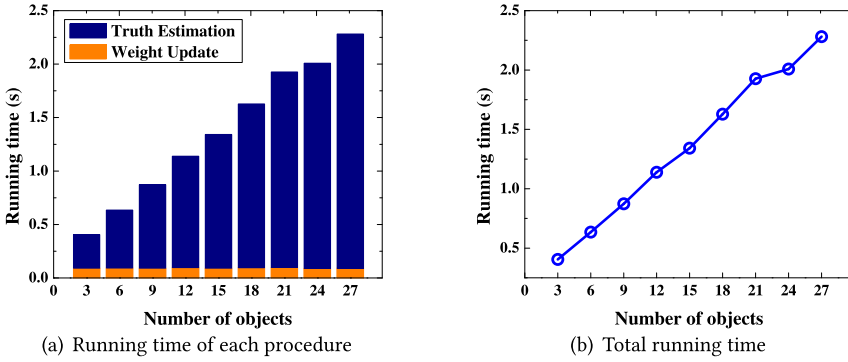 Truth Estimation
Weight Update
Running time (s)
2.5
2.0
1.5
1.0
0.5
0.0
0 3 6 9 12 15 18 21 24 27
Number of objects
(a) Running time of each procedure
Running time (s)
2.5
2.0
1.5
1.0
0.5
0 3 6 9 12 15 18 21 24 27
Number of objects
(b) Total running time